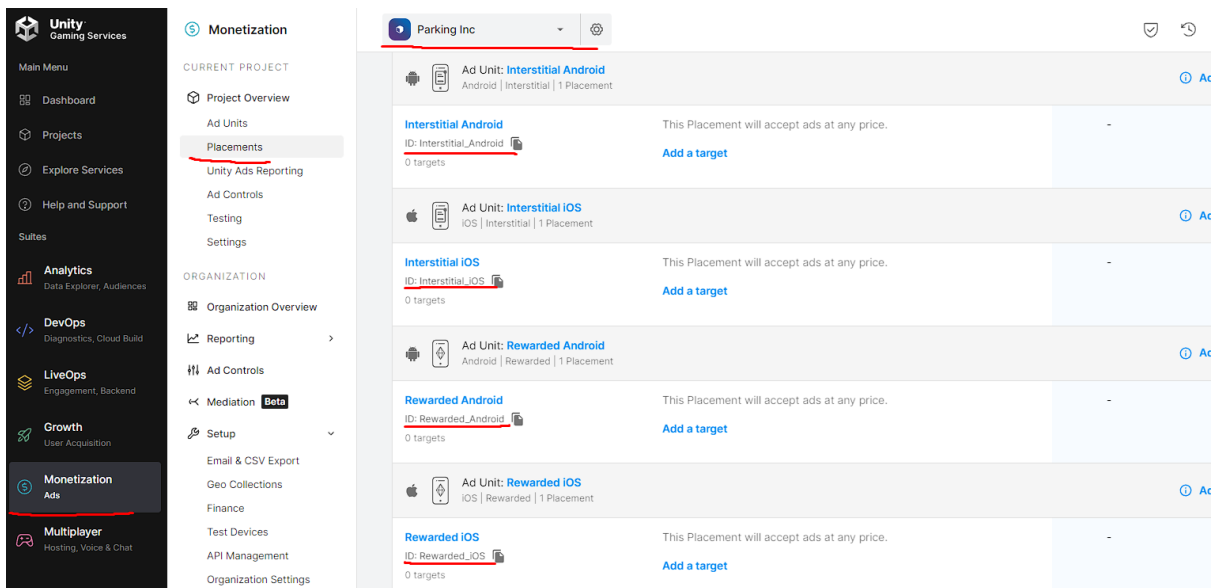 Unity
Gaming Services
Main Menu
Dashboard
Projects
Explore Services
Help and Support
Suites
Analytics
Data Explorer, Audiences
DevOps
Diagnostics, Cloud Build
LiveOps
Engagement, Backend
Growth
User Acquisition
Monetization
Ads
Multiplayer
Hosting, Voice & Chat
Monetization
CURRENT PROJECT
Project Overview
Ad Units
Placements
Unity Ads Reporting
Ad Controls
Testing
Settings
ORGANIZATION
Organization Overview
Reporting
Ad Controls
Mediation Beta
Setup
Email & CSV Export
Geo Collections
Finance
Test Devices
API Management
Organization Settings
Parking Inc
Ad Unit: Interstitial Android
Android | Interstitial | 1 Placement
Ad
Interstitial Android
ID: Interstitial_Android
0 targets
This Placement will accept ads at any price.
Add a target
-
Ad Unit: Interstitial iOS
iOS | Interstitial | 1 Placement
Ad
Interstitial iOS
ID: Interstitial_iOS
0 targets
This Placement will accept ads at any price.
Add a target
-
Ad Unit: Rewarded Android
Android | Rewarded | 1 Placement
Ad
Rewarded Android
ID: Rewarded_Android
0 targets
This Placement will accept ads at any price.
Add a target
-
Ad Unit: Rewarded iOS
iOS | Rewarded | 1 Placement
Ad
Rewarded iOS
ID: Rewarded_iOS
0 targets
This Placement will accept ads at any price.
Add a target
-